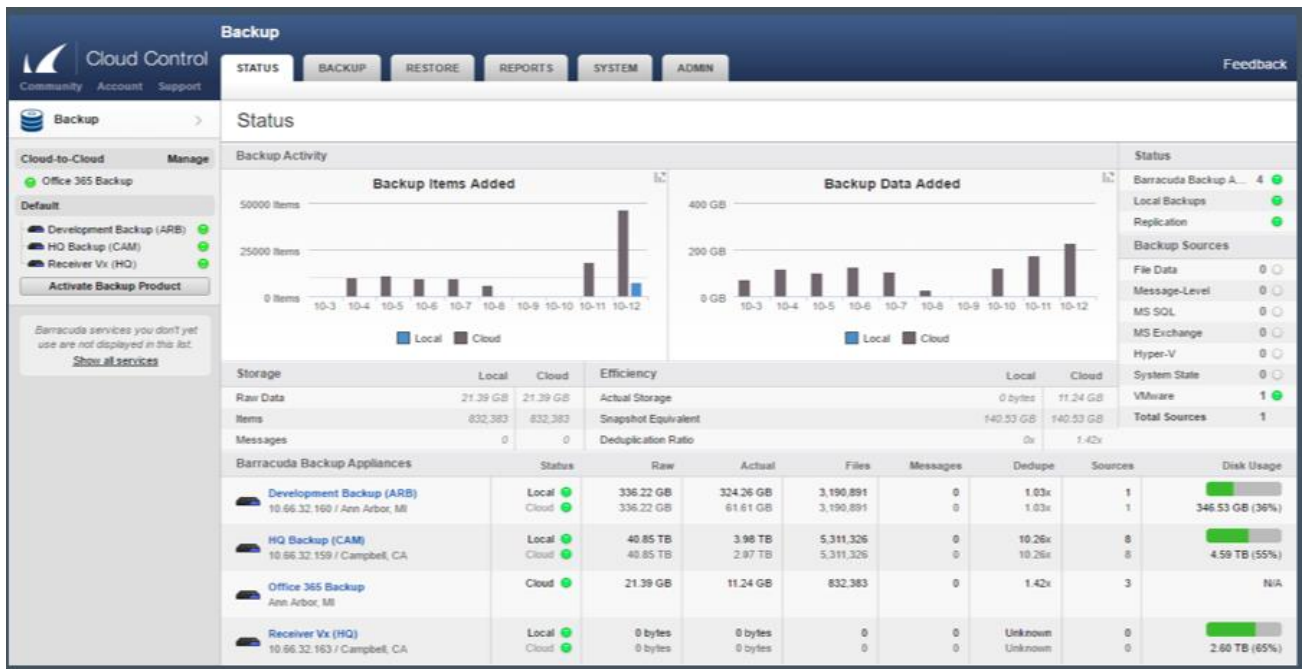 Backup
Cloud Control
Community Account Support
STATUS BACKUP RESTORE REPORTS SYSTEM ADMIN
Feedback
Backup
Status
Cloud-to-Cloud Manage
Office 365 Backup
Default
Development Backup (ARB)
HQ Backup (CAM)
Receiver Vx (HQ)
Activate Backup Product
Barracuda services you don't yet
use are not displayed in this list.
Show all services
Backup Activity
Backup Items Added
50000 Items
25000 Items
0 Items
10-3 10-4 10-5 10-6 10-7 10-8 10-9 10-10 10-11 10-12
Local Cloud
Backup Data Added
400 GB
200 GB
0 GB
10-3 10-4 10-5 10-6 10-7 10-8 10-9 10-10 10-11 10-12
Local Cloud
Status
Barracuda Backup A... 4
Local Backups
Replication
Backup Sources
File Data 0
Message-Level 0
MS SQL 0
MS Exchange 0
Hyper-V 0
System State 0
VMware 1
Total Sources 1
Storage Local Cloud
Raw Data 21.39 GB 21.39 GB
Items 832,383 832,383
Messages 0 0
Efficiency Local Cloud
Actual Storage 0 bytes 11.24 GB
Snapshot Equivalent 140.53 GB 140.53 GB
Deduplication Ratio 0x 1.42x
Barracuda Backup Appliances Status Raw Actual Files Messages Dedupe Sources Disk Usage
Development Backup (ARB) Local 336.22 GB 324.26 GB 3,190,891 0 1.03x 1
10.66.32.160 / Ann Arbor, MI Cloud 336.22 GB 61.61 GB 3,190,891 0 1.03x 1 346.53 GB (36%)
HQ Backup (CAM) Local 40.85 TB 3.98 TB 5,311,326 0 10.26x 8
10.66.32.159 / Campbell, CA Cloud 40.85 TB 2.97 TB 5,311,326 0 10.26x 8 4.59 TB (55%)
Office 365 Backup Cloud 21.39 GB 11.24 GB 832,383 0 1.42x 3 N/A
Ann Arbor, MI
Receiver Vx (HQ) Local 0 bytes 0 bytes 0 0 Unknown 0
10.66.32.163 / Campbell, CA Cloud 0 bytes 0 bytes 0 0 Unknown 0 2.60 TB (65%)